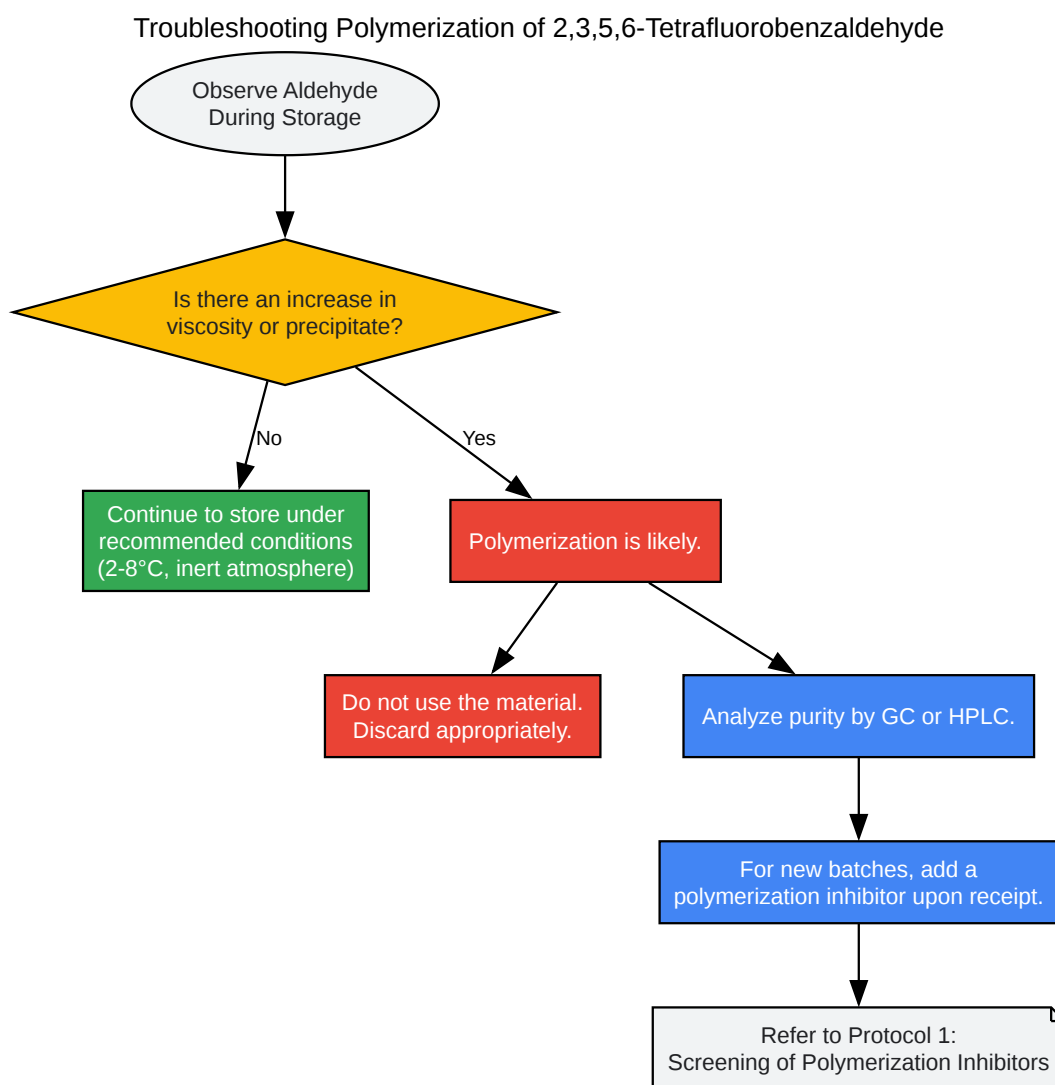 Troubleshooting Polymerization of 2,3,5,6-Tetrafluorobenzaldehyde
Observe Aldehyde
During Storage
Is there an increase in
viscosity or precipitate?
No
Yes
Continue to store under
recommended conditions
(2-8°C, inert atmosphere)
Polymerization is likely.
Do not use the material.
Discard appropriately.
Analyze purity by GC or HPLC.
For new batches, add a
polymerization inhibitor upon receipt.
Refer to Protocol 1:
Screening of Polymerization Inhibitors